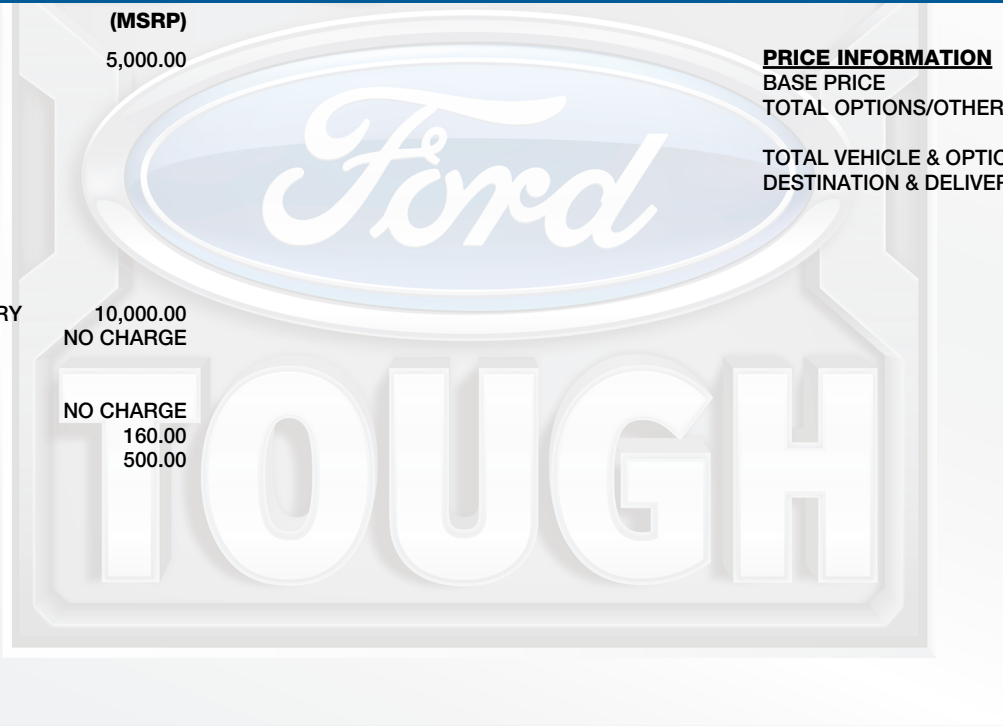 (MSRP)
5,000.00
RY 10,000.00
NO CHARGE
NO CHARGE
160.00
500.00
PRICE INFORMATION
BASE PRICE
TOTAL OPTIONS/OTHER
TOTAL VEHICLE & OPTIO
DESTINATION & DELIVER
Ford
TOUGH